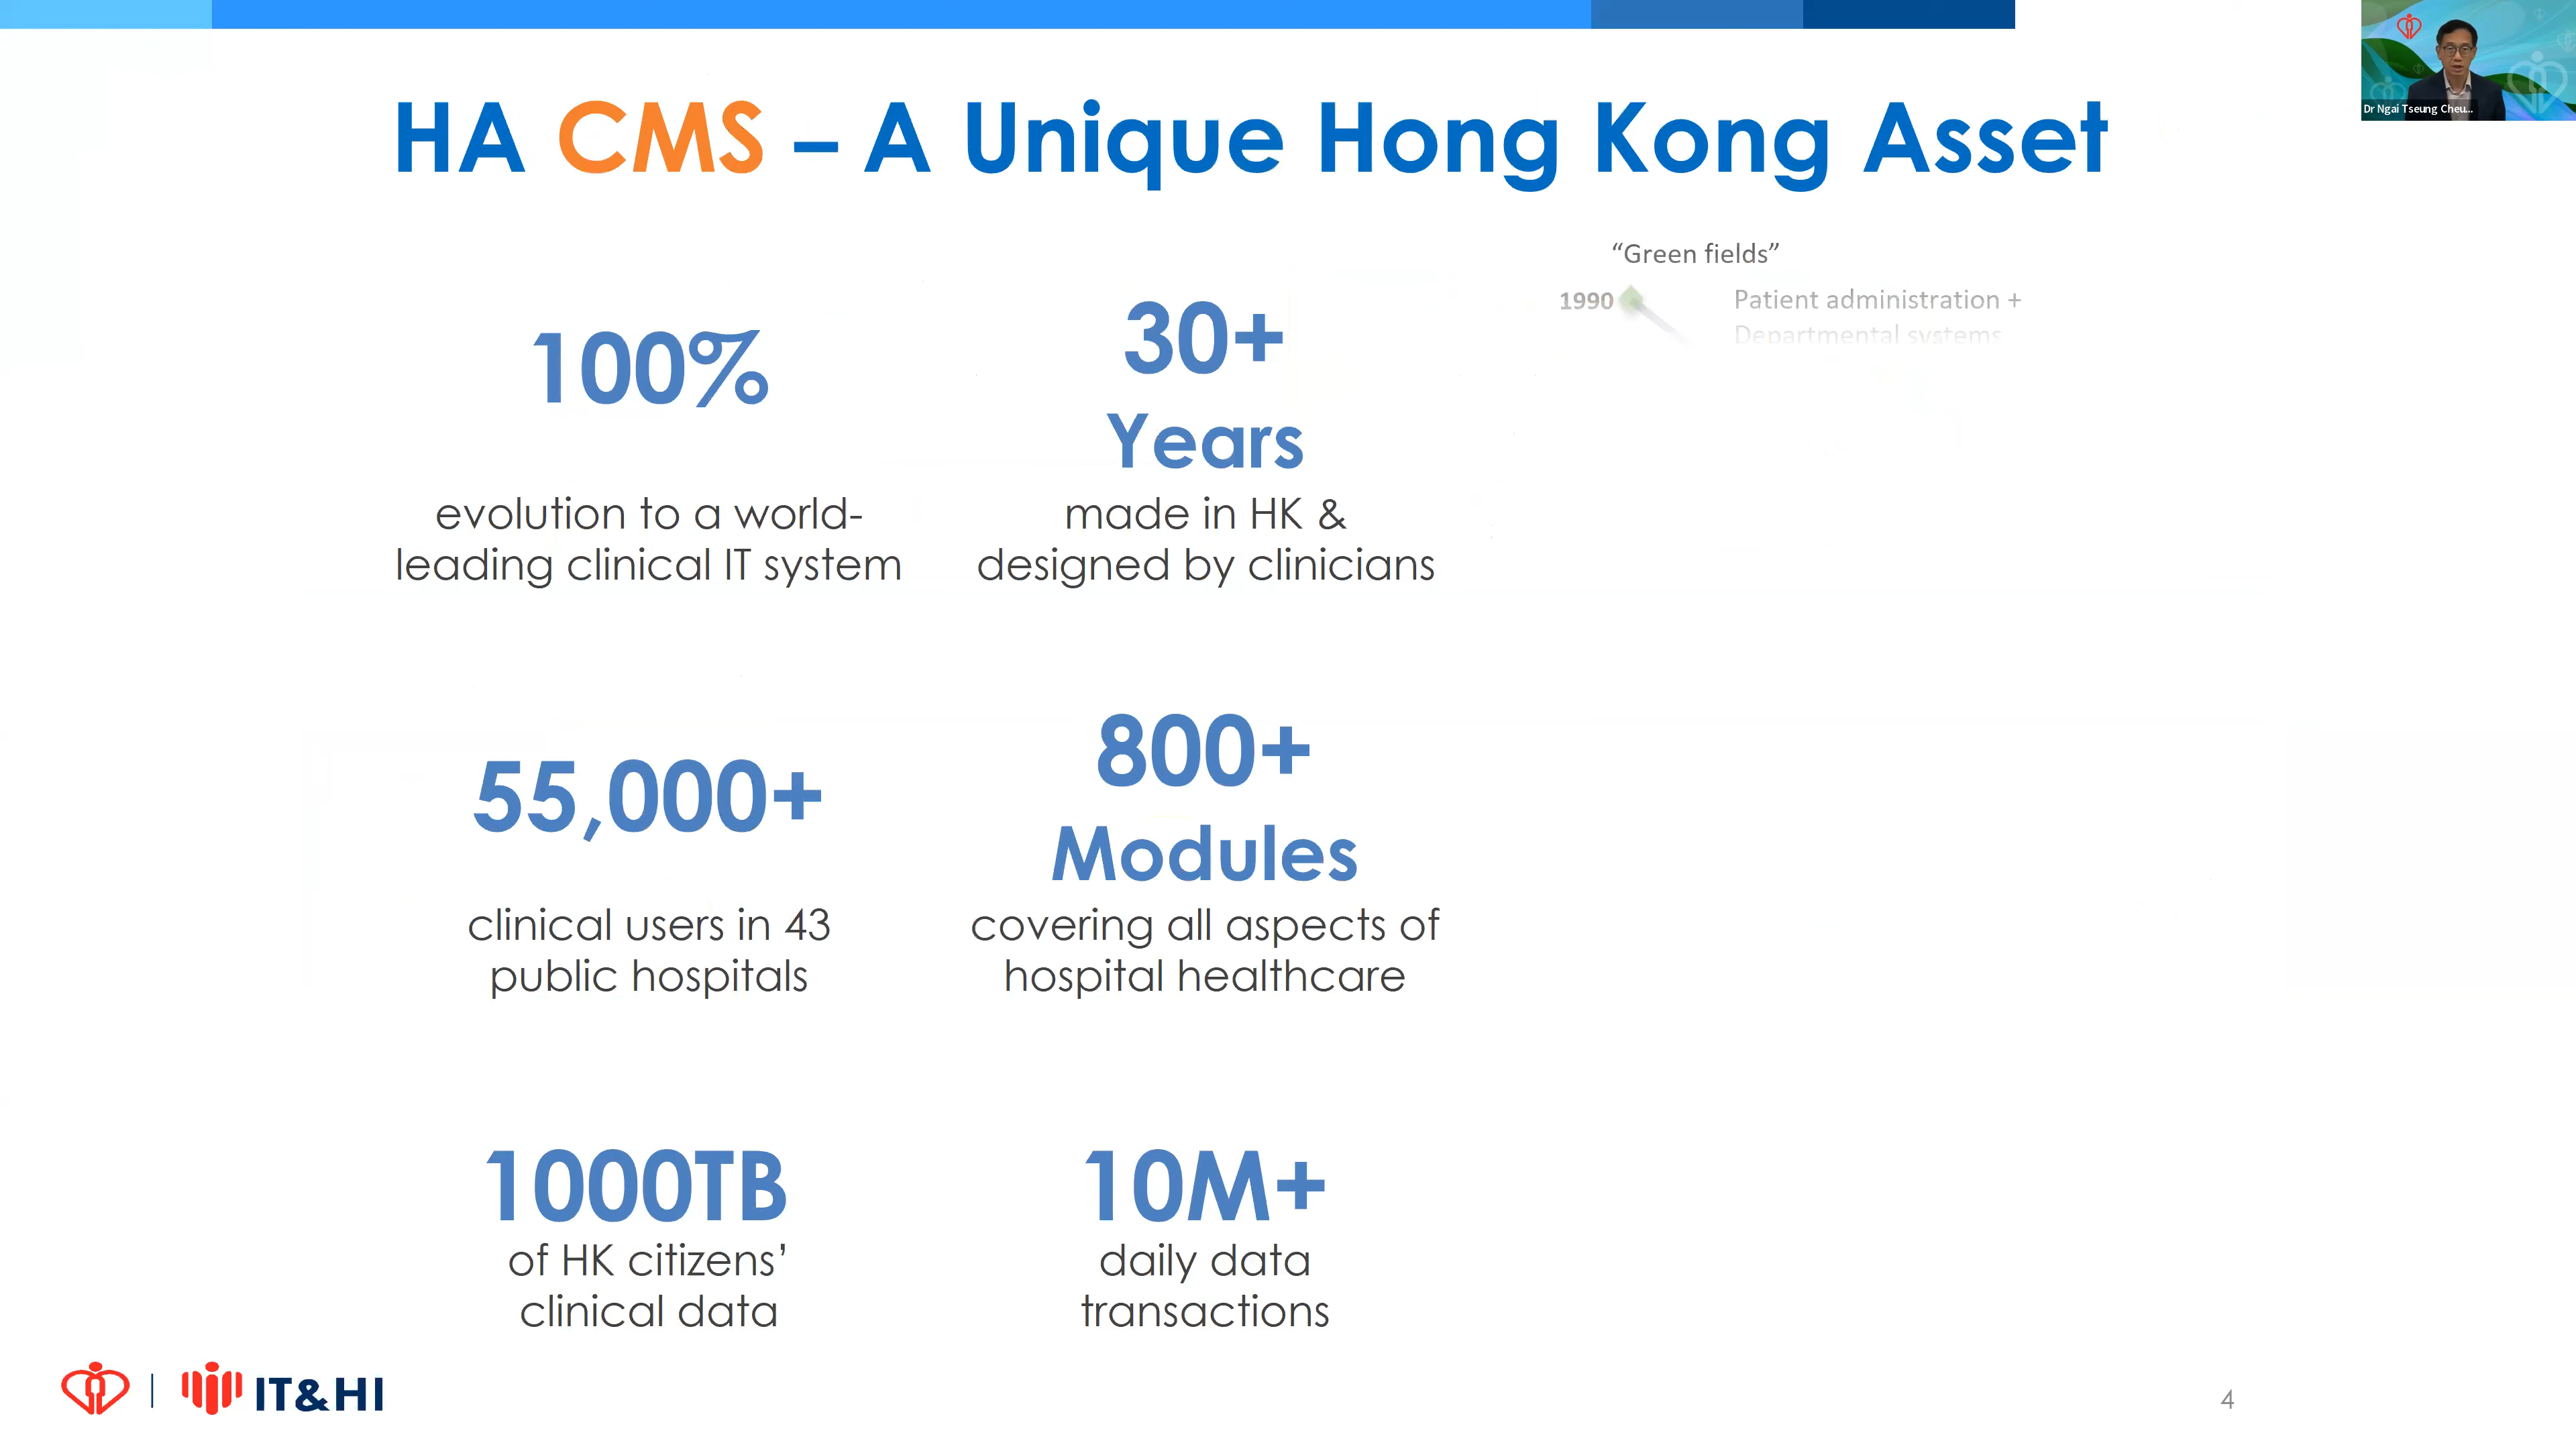 HA CMS – A Unique Hong Kong Asset
Dr Ngai Tseung Cheu...
100%
evolution to a world-
leading clinical IT system
30+
Years
made in HK &
designed by clinicians
“Green fields”
1990
Patient administration +
Departmental systems
55,000+
clinical users in 43
public hospitals
800+
Modules
covering all aspects of
hospital healthcare
1000TB
of HK citizens’
clinical data
10M+
daily data
transactions
IT&HI
4